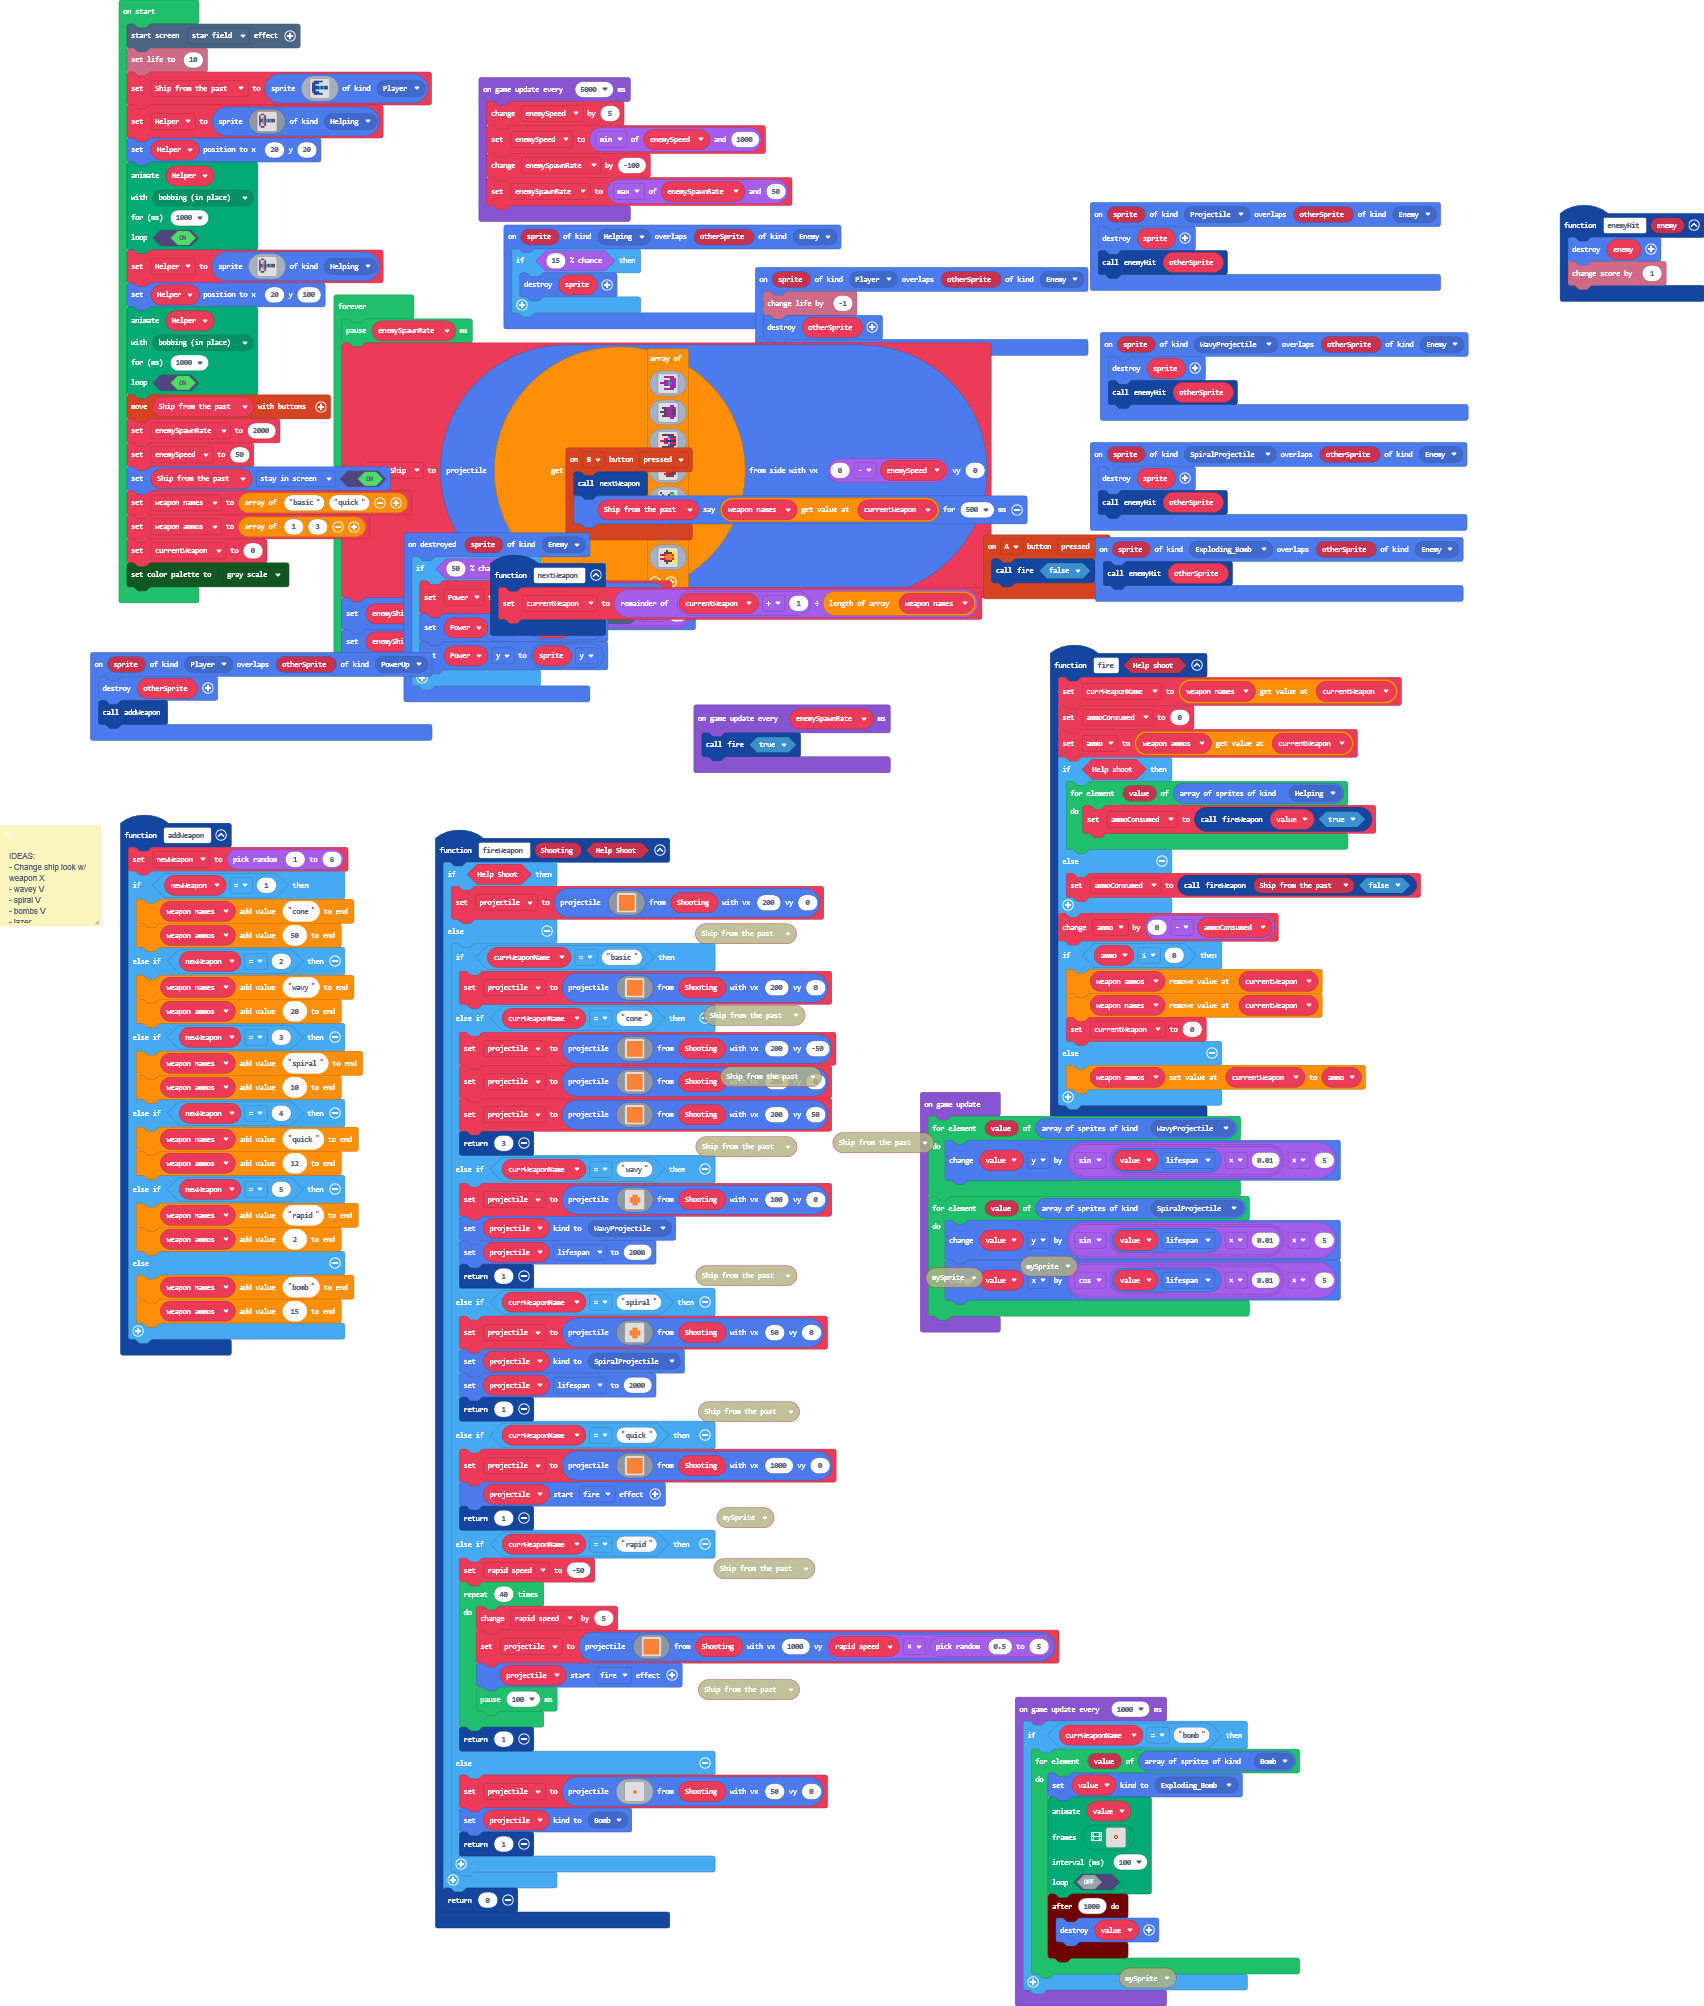 on start
start screen star field effect
set life to 10
set Ship from the past to sprite of kind Player
set Helper to sprite of kind Helping
set Helper position to x 20 y 20
animate Helper
with bobbing (in place)
for (ms) 1000
loop ON
set Helper to sprite of kind Helping
set Helper position to x 20 y 100
animate Helper
with bobbing (in place)
for (ms) 1000
loop ON
move Ship from the past with buttons
set enemySpawnRate to 2000
set enemySpeed to 50
set Ship from the past stay in screen ON
set weapon names to array of "basic" "quick"
set weapon ammos to array of 1 3
set currentWeapon to 0
set color palette to gray scale
on game update every 5000 ms
change enemySpeed by 5
set enemySpeed to min of enemySpeed and 1000
change enemySpawnRate by -100
set enemySpawnRate to max of enemySpawnRate and 50
on sprite of kind Helping overlaps otherSprite of kind Enemy
if 15 % chance then
destroy sprite
on sprite of kind Player overlaps otherSprite of kind Enemy
change life by -1
destroy otherSprite
forever
pause enemySpawnRate ms
array of
Ship to projectile get from side with vx 0 - enemySpeed vy 0
on B button pressed
call nextWeapon
Ship from the past say weapon names get value at currentWeapon for 500 ms
set enemyShi
set enemyShi
on destroyed sprite of kind Enemy
if 50 % cha
set Power
set Power
t Power y to sprite y
function nextWeapon
set currentWeapon to remainder of currentWeapon + 1 ÷ length of array weapon names
on A button pressed
call fire false
on sprite of kind Projectile overlaps otherSprite of kind Enemy
destroy sprite
call enemyHit otherSprite
function enemyHit enemy
destroy enemy
change score by 1
on sprite of kind WavyProjectile overlaps otherSprite of kind Enemy
destroy sprite
call enemyHit otherSprite
on sprite of kind SpiralProjectile overlaps otherSprite of kind Enemy
destroy sprite
call enemyHit otherSprite
on sprite of kind Exploding_Bomb overlaps otherSprite of kind Enemy
call enemyHit otherSprite
on sprite of kind Player overlaps otherSprite of kind PowerUp
destroy otherSprite
call addWeapon
on game update every enemySpawnRate ms
call fire true
function fire Help shoot
set currWeaponName to weapon names get value at currentWeapon
set ammoConsumed to 0
set ammo to weapon ammos get value at currentWeapon
if Help shoot then
for element value of array of sprites of kind Helping
do set ammoConsumed to call fireWeapon value true
else
set ammoConsumed to call fireWeapon Ship from the past false
change ammo by 0 - ammoConsumed
if ammo ≤ 0 then
weapon ammos remove value at currentWeapon
weapon names remove value at currentWeapon
set currentWeapon to 0
else
weapon ammos set value at currentWeapon to ammo
IDEAS:
- Change ship look w/
weapon X
- wavey V
- spiral V
- bombs V
- lazer
function addWeapon
set newWeapon to pick random 1 to 6
if newWeapon = 1 then
weapon names add value "cone" to end
weapon ammos add value 50 to end
else if newWeapon = 2 then
weapon names add value "wavy" to end
weapon ammos add value 20 to end
else if newWeapon = 3 then
weapon names add value "spiral" to end
weapon ammos add value 10 to end
else if newWeapon = 4 then
weapon names add value "quick" to end
weapon ammos add value 12 to end
else if newWeapon = 5 then
weapon names add value "rapid" to end
weapon ammos add value 2 to end
else
weapon names add value "bomb" to end
weapon ammos add value 15 to end
function fireWeapon Shooting Help Shoot
if Help Shoot then
set projectile to projectile from Shooting with vx 200 vy 0
else
Ship from the past
if currWeaponName = "basic" then
set projectile to projectile from Shooting with vx 200 vy 0
else if currWeaponName = "cone" then
Ship from the past
set projectile to projectile from Shooting with vx 200 vy -50
set projectile to projectile from Shooting
Ship from the past
set projectile to projectile from Shooting with vx 200 vy 50
return 3
Ship from the past
Ship from the past
else if currWeaponName = "wavy" then
set projectile to projectile from Shooting with vx 100 vy 0
set projectile kind to WavyProjectile
set projectile lifespan to 2000
return 1
Ship from the past
else if currWeaponName = "spiral" then
set projectile to projectile from Shooting with vx 50 vy 0
set projectile kind to SpiralProjectile
set projectile lifespan to 2000
return 1
Ship from the past
else if currWeaponName = "quick" then
set projectile to projectile from Shooting with vx 1000 vy 0
projectile start fire effect
return 1
mySprite
else if currWeaponName = "rapid" then
set rapid speed to -50
Ship from the past
repeat 40 times
do change rapid speed by 5
set projectile to projectile from Shooting with vx 1000 vy rapid speed × pick random 0.5 to 5
projectile start fire effect
pause 100 ms
Ship from the past
return 1
else
set projectile to projectile from Shooting with vx 50 vy 0
set projectile kind to Bomb
return 1
return 0
on game update
for element value of array of sprites of kind WavyProjectile
do change value y by sin value lifespan × 0.01 × 5
for element value of array of sprites of kind SpiralProjectile
do change value y by sin value lifespan × 0.01 × 5
mySprite
mySprite
value x by cos value lifespan × 0.01 × 5
on game update every 1000 ms
if currWeaponName = "bomb" then
for element value of array of sprites of kind Bomb
do set value kind to Exploding_Bomb
animate value
frames
interval (ms) 100
loop OFF
after 1000 do
destroy value
mySprite